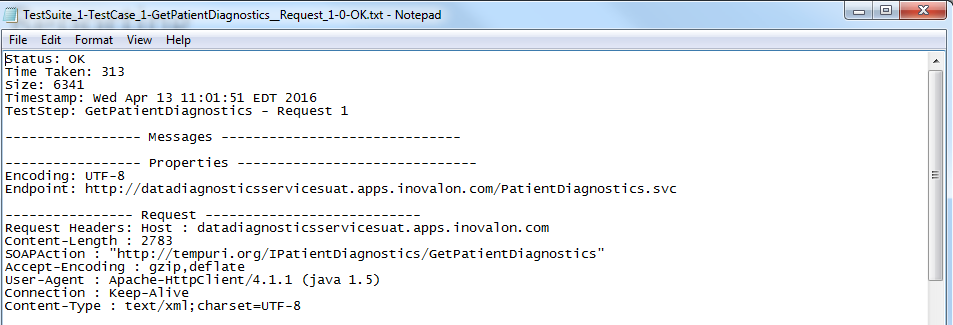 TestSuite_1-TestCase_1-GetPatientDiagnostics__Request_1-0-OK.txt - Notepad
File Edit Format View Help
Status: OK
Time Taken: 313
Size: 6341
Timestamp: Wed Apr 13 11:01:51 EDT 2016
TestStep: GetPatientDiagnostics - Request 1
----------------- Messages ------------------------------
----------------- Properties ------------------------------
Encoding: UTF-8
Endpoint: http://datadiagnosticsservicesuat.apps.inovalon.com/PatientDiagnostics.svc
---------------- Request ---------------------------
Request Headers: Host : datadiagnosticsservicesuat.apps.inovalon.com
Content-Length : 2783
SOAPAction : "http://tempuri.org/IPatientDiagnostics/GetPatientDiagnostics"
Accept-Encoding : gzip,deflate
User-Agent : Apache-HttpClient/4.1.1 (java 1.5)
Connection : Keep-Alive
Content-Type : text/xml;charset=UTF-8